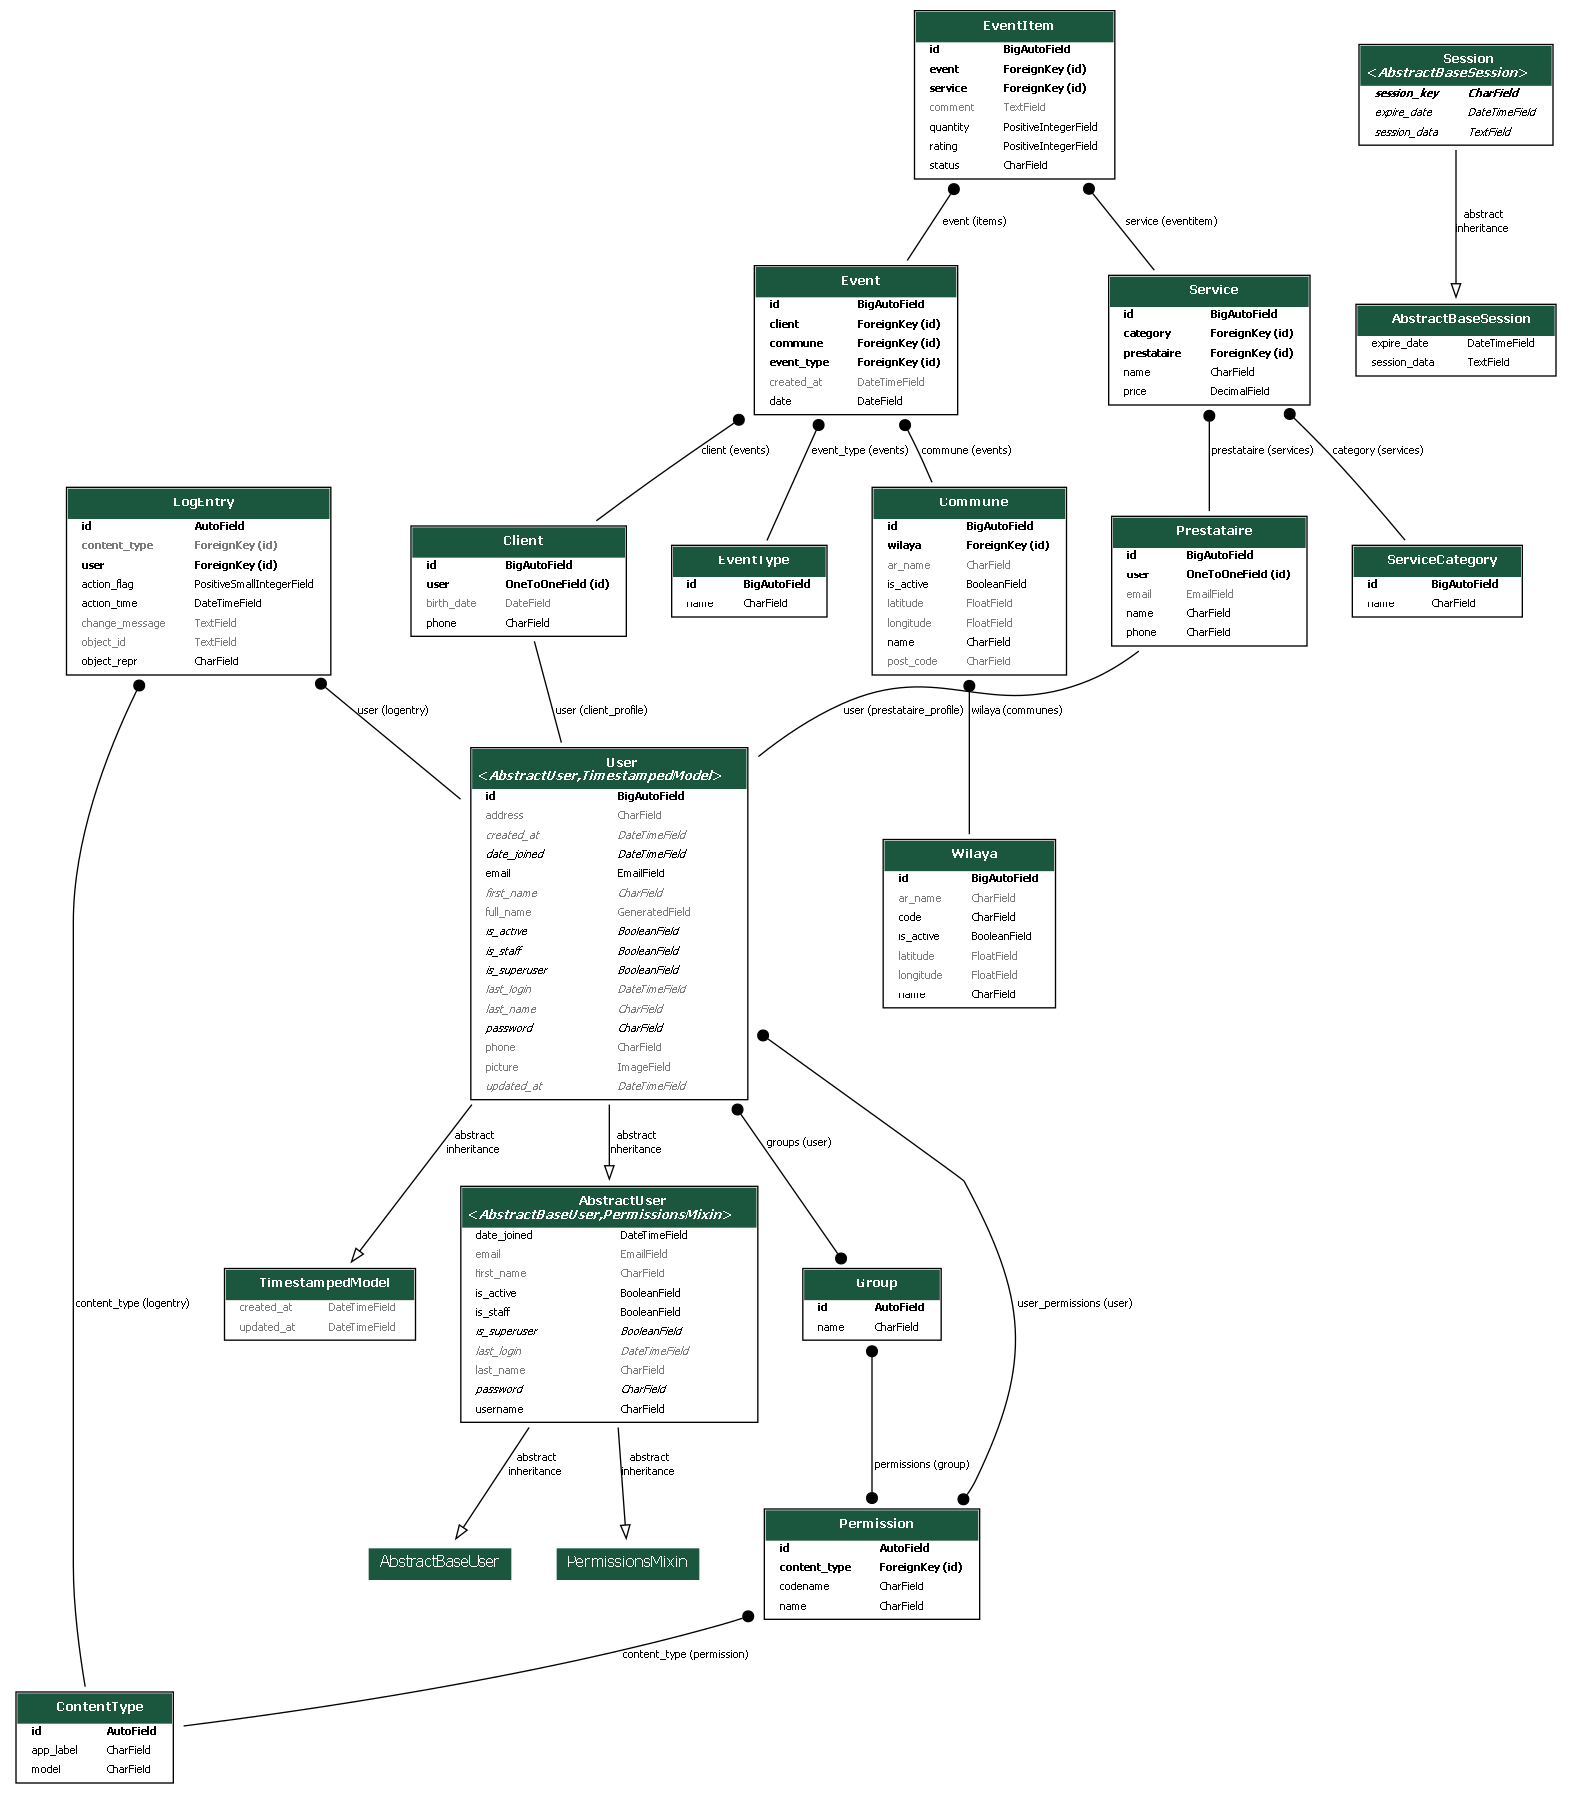 EventItem
id BigAutoField
event ForeignKey (id)
service ForeignKey (id)
comment TextField
quantity PositiveIntegerField
rating PositiveIntegerField
status CharField
Session
<AbstractBaseSession>
session_key CharField
expire_date DateTimeField
session_data TextField
event (items)
service (eventitem)
abstract
inheritance
Event
id BigAutoField
client ForeignKey (id)
commune ForeignKey (id)
event_type ForeignKey (id)
created_at DateTimeField
date DateField
Service
id BigAutoField
category ForeignKey (id)
prestataire ForeignKey (id)
name CharField
price DecimalField
AbstractBaseSession
expire_date DateTimeField
session_data TextField
client (events)
event_type (events)
commune (events)
prestataire (services)
category (services)
LogEntry
id AutoField
content_type ForeignKey (id)
user ForeignKey (id)
action_flag PositiveSmallIntegerField
action_time DateTimeField
change_message TextField
object_id TextField
object_repr CharField
Client
id BigAutoField
user OneToOneField (id)
birth_date DateField
phone CharField
EventType
id BigAutoField
name CharField
Commune
id BigAutoField
wilaya ForeignKey (id)
ar_name CharField
is_active BooleanField
latitude FloatField
longitude FloatField
name CharField
post_code CharField
Prestataire
id BigAutoField
user OneToOneField (id)
email EmailField
name CharField
phone CharField
ServiceCategory
id BigAutoField
name CharField
user (logentry)
user (client_profile)
user (prestataire_profile)
wilaya (communes)
User
<AbstractUser,TimestampedModel>
id BigAutoField
address CharField
created_at DateTimeField
date_joined DateTimeField
email EmailField
first_name CharField
full_name GeneratedField
is_active BooleanField
is_staff BooleanField
is_superuser BooleanField
last_login DateTimeField
last_name CharField
password CharField
phone CharField
picture ImageField
updated_at DateTimeField
Wilaya
id BigAutoField
ar_name CharField
code CharField
is_active BooleanField
latitude FloatField
longitude FloatField
name CharField
abstract
inheritance
abstract
inheritance
groups (user)
AbstractUser
<AbstractBaseUser,PermissionsMixin>
date_joined DateTimeField
email EmailField
first_name CharField
is_active BooleanField
is_staff BooleanField
is_superuser BooleanField
last_login DateTimeField
last_name CharField
password CharField
username CharField
TimestampedModel
created_at DateTimeField
updated_at DateTimeField
Group
id AutoField
name CharField
content_type (logentry)
user_permissions (user)
abstract
inheritance
abstract
inheritance
permissions (group)
AbstractBaseUser
PermissionsMixin
Permission
id AutoField
content_type ForeignKey (id)
codename CharField
name CharField
content_type (permission)
ContentType
id AutoField
app_label CharField
model CharField